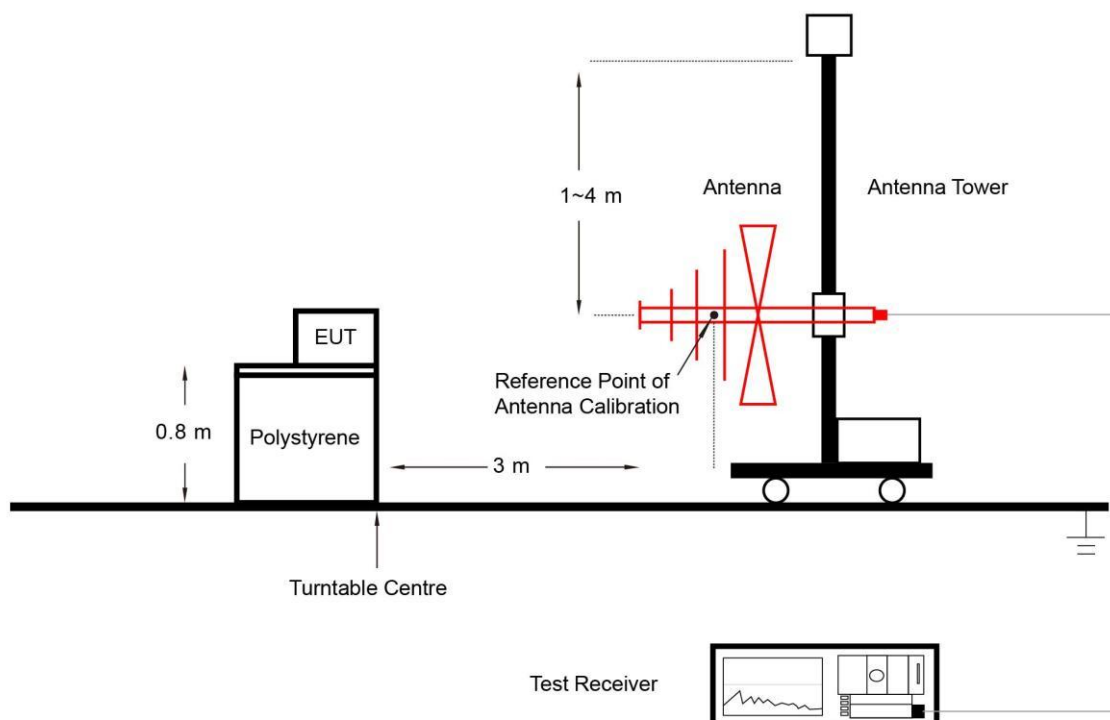 1~4 m
Antenna
Antenna Tower
EUT
Reference Point of
Antenna Calibration
0.8 m
Polystyrene
3 m
Turntable Centre
Test Receiver